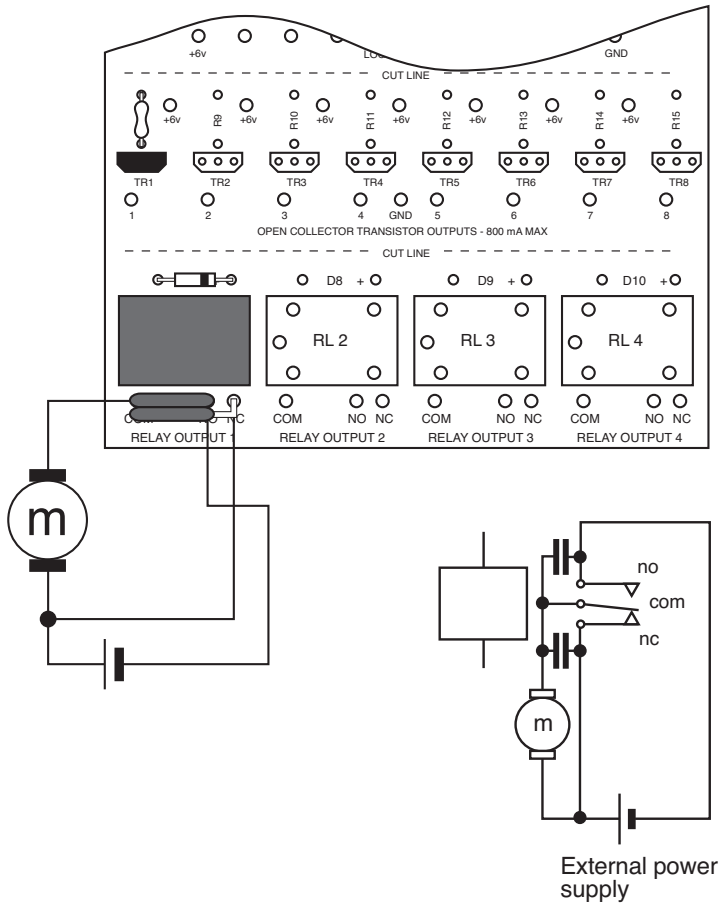 +6v GND
CUT LINE
+6v R9 +6v R10 +6v R11 +6v R12 +6v R13 +6v R14 +6v R15
TR1 TR2 TR3 TR4 TR5 TR6 TR7 TR8
1 2 3 4 GND 5 6 7 8
OPEN COLLECTOR TRANSISTOR OUTPUTS - 800 mA MAX
CUT LINE
D8 + D9 + D10 +
RL 2 RL 3 RL 4
COM NO NC COM NO NC COM NO NC COM NO NC
RELAY OUTPUT 1 RELAY OUTPUT 2 RELAY OUTPUT 3 RELAY OUTPUT 4
m
no
com
nc
m
External power
supply